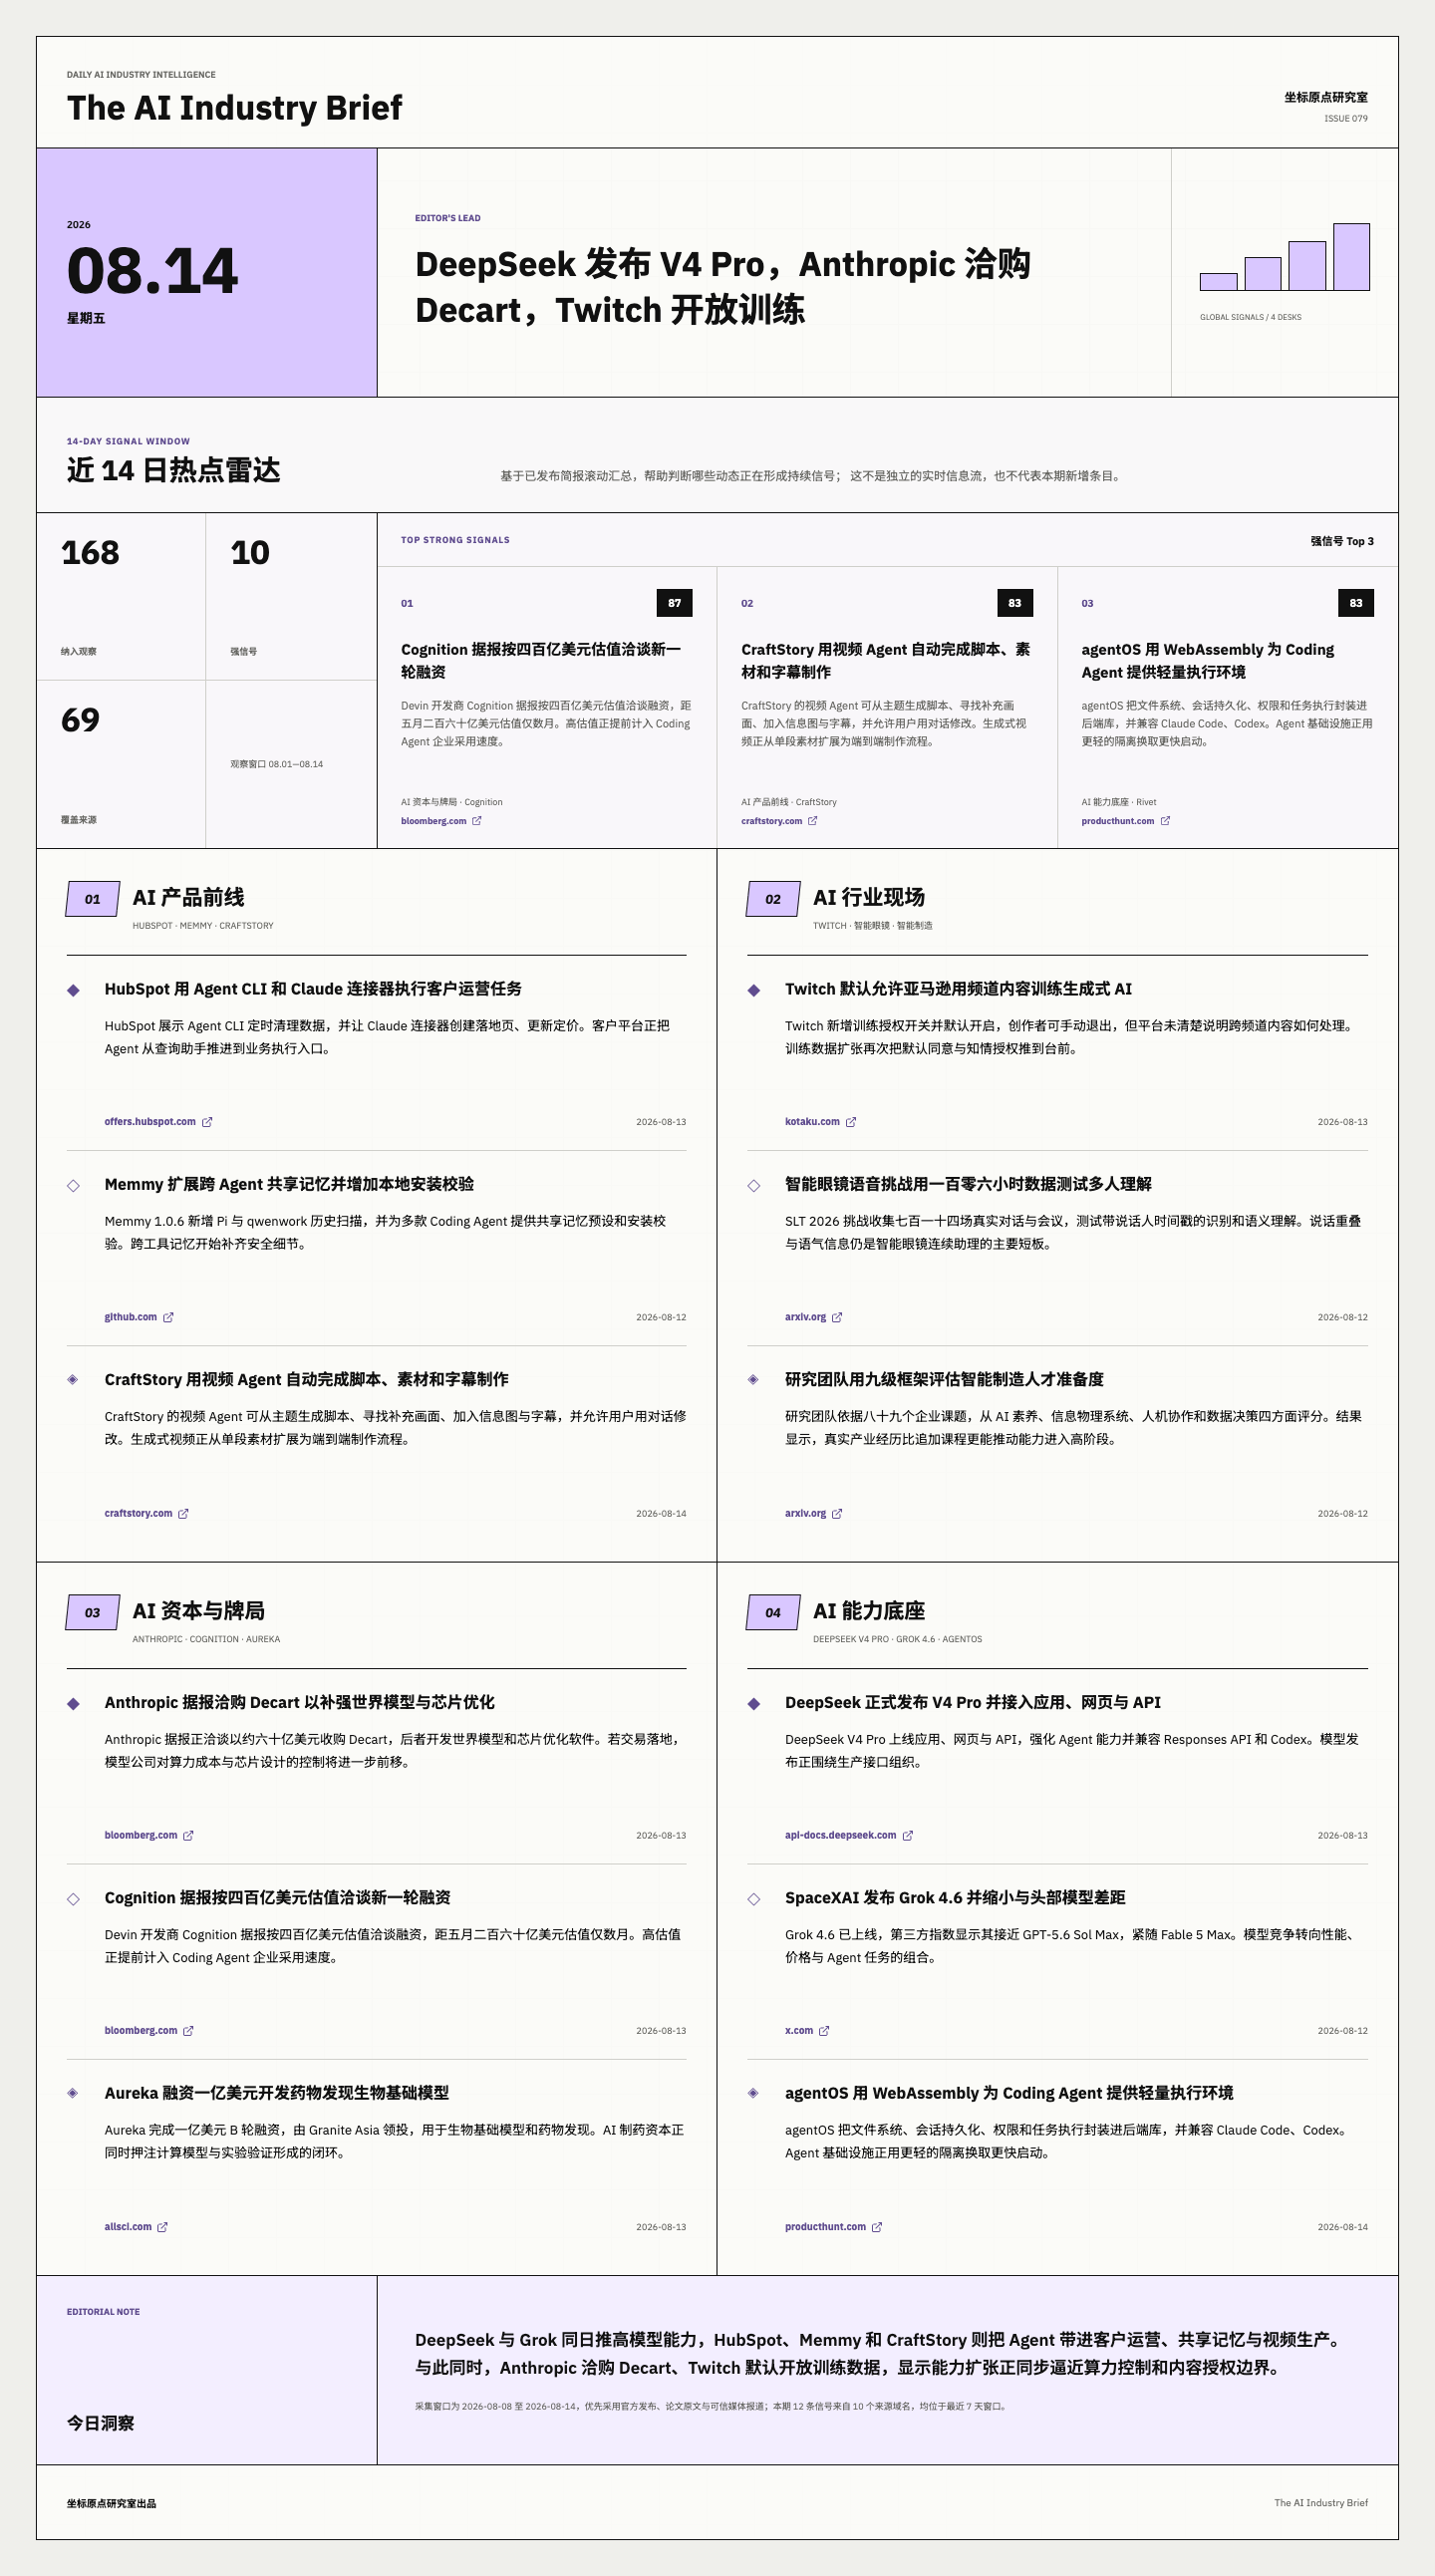 DAILY AI INDUSTRY INTELLIGENCE
The AI Industry Brief
坐标原点研究室
ISSUE 079
2026
08.14
星期五
EDITOR'S LEAD
DeepSeek 发布 V4 Pro，Anthropic 洽购
Decart，Twitch 开放训练
GLOBAL SIGNALS / 4 DESKS
14-DAY SIGNAL WINDOW
近 14 日热点雷达
基于已发布简报滚动汇总，帮助判断哪些动态正在形成持续信号； 这不是独立的实时信息流，也不代表本期新增条目。
168
纳入观察
10
强信号
69
覆盖来源
观察窗口 08.01—08.14
TOP STRONG SIGNALS
强信号 Top 3
01
87
Cognition 据报按四百亿美元估值洽谈新一
轮融资
Devin 开发商 Cognition 据报按四百亿美元估值洽谈融资，距
五月二百六十亿美元估值仅数月。高估值正提前计入 Coding
Agent 企业采用速度。
AI 资本与牌局 · Cognition
bloomberg.com
02
83
CraftStory 用视频 Agent 自动完成脚本、素
材和字幕制作
CraftStory 的视频 Agent 可从主题生成脚本、寻找补充画
面、加入信息图与字幕，并允许用户用对话修改。生成式视
频正从单段素材扩展为端到端制作流程。
AI 产品前线 · CraftStory
craftstory.com
03
83
agentOS 用 WebAssembly 为 Coding
Agent 提供轻量执行环境
agentOS 把文件系统、会话持久化、权限和任务执行封装进
后端库，并兼容 Claude Code、Codex。Agent 基础设施正用
更轻的隔离换取更快启动。
AI 能力底座 · Rivet
producthunt.com
01
AI 产品前线
HUBSPOT · MEMMY · CRAFTSTORY
HubSpot 用 Agent CLI 和 Claude 连接器执行客户运营任务
HubSpot 展示 Agent CLI 定时清理数据，并让 Claude 连接器创建落地页、更新定价。客户平台正把
Agent 从查询助手推进到业务执行入口。
offers.hubspot.com
2026-08-13
Memmy 扩展跨 Agent 共享记忆并增加本地安装校验
Memmy 1.0.6 新增 Pi 与 qwenwork 历史扫描，并为多款 Coding Agent 提供共享记忆预设和安装校
验。跨工具记忆开始补齐安全细节。
github.com
2026-08-12
CraftStory 用视频 Agent 自动完成脚本、素材和字幕制作
CraftStory 的视频 Agent 可从主题生成脚本、寻找补充画面、加入信息图与字幕，并允许用户用对话修
改。生成式视频正从单段素材扩展为端到端制作流程。
craftstory.com
2026-08-14
02
AI 行业现场
TWITCH · 智能眼镜 · 智能制造
Twitch 默认允许亚马逊用频道内容训练生成式 AI
Twitch 新增训练授权开关并默认开启，创作者可手动退出，但平台未清楚说明跨频道内容如何处理。
训练数据扩张再次把默认同意与知情授权推到台前。
kotaku.com
2026-08-13
智能眼镜语音挑战用一百零六小时数据测试多人理解
SLT 2026 挑战收集七百一十四场真实对话与会议，测试带说话人时间戳的识别和语义理解。说话重叠
与语气信息仍是智能眼镜连续助理的主要短板。
arxiv.org
2026-08-12
研究团队用九级框架评估智能制造人才准备度
研究团队依据八十九个企业课题，从 AI 素养、信息物理系统、人机协作和数据决策四方面评分。结果
显示，真实产业经历比追加课程更能推动能力进入高阶段。
arxiv.org
2026-08-12
03
AI 资本与牌局
ANTHROPIC · COGNITION · AUREKA
Anthropic 据报洽购 Decart 以补强世界模型与芯片优化
Anthropic 据报正洽谈以约六十亿美元收购 Decart，后者开发世界模型和芯片优化软件。若交易落地，
模型公司对算力成本与芯片设计的控制将进一步前移。
bloomberg.com
2026-08-13
Cognition 据报按四百亿美元估值洽谈新一轮融资
Devin 开发商 Cognition 据报按四百亿美元估值洽谈融资，距五月二百六十亿美元估值仅数月。高估值
正提前计入 Coding Agent 企业采用速度。
bloomberg.com
2026-08-13
Aureka 融资一亿美元开发药物发现生物基础模型
Aureka 完成一亿美元 B 轮融资，由 Granite Asia 领投，用于生物基础模型和药物发现。AI 制药资本正
同时押注计算模型与实验验证形成的闭环。
allsci.com
2026-08-13
04
AI 能力底座
DEEPSEEK V4 PRO · GROK 4.6 · AGENTOS
DeepSeek 正式发布 V4 Pro 并接入应用、网页与 API
DeepSeek V4 Pro 上线应用、网页与 API，强化 Agent 能力并兼容 Responses API 和 Codex。模型发
布正围绕生产接口组织。
api-docs.deepseek.com
2026-08-13
SpaceXAI 发布 Grok 4.6 并缩小与头部模型差距
Grok 4.6 已上线，第三方指数显示其接近 GPT-5.6 Sol Max，紧随 Fable 5 Max。模型竞争转向性能、
价格与 Agent 任务的组合。
x.com
2026-08-12
agentOS 用 WebAssembly 为 Coding Agent 提供轻量执行环境
agentOS 把文件系统、会话持久化、权限和任务执行封装进后端库，并兼容 Claude Code、Codex。
Agent 基础设施正用更轻的隔离换取更快启动。
producthunt.com
2026-08-14
EDITORIAL NOTE
今日洞察
DeepSeek 与 Grok 同日推高模型能力，HubSpot、Memmy 和 CraftStory 则把 Agent 带进客户运营、共享记忆与视频生产。
与此同时，Anthropic 洽购 Decart、Twitch 默认开放训练数据，显示能力扩张正同步逼近算力控制和内容授权边界。
采集窗口为 2026-08-08 至 2026-08-14，优先采用官方发布、论文原文与可信媒体报道；本期 12 条信号来自 10 个来源域名，均位于最近 7 天窗口。
坐标原点研究室出品
The AI Industry Brief